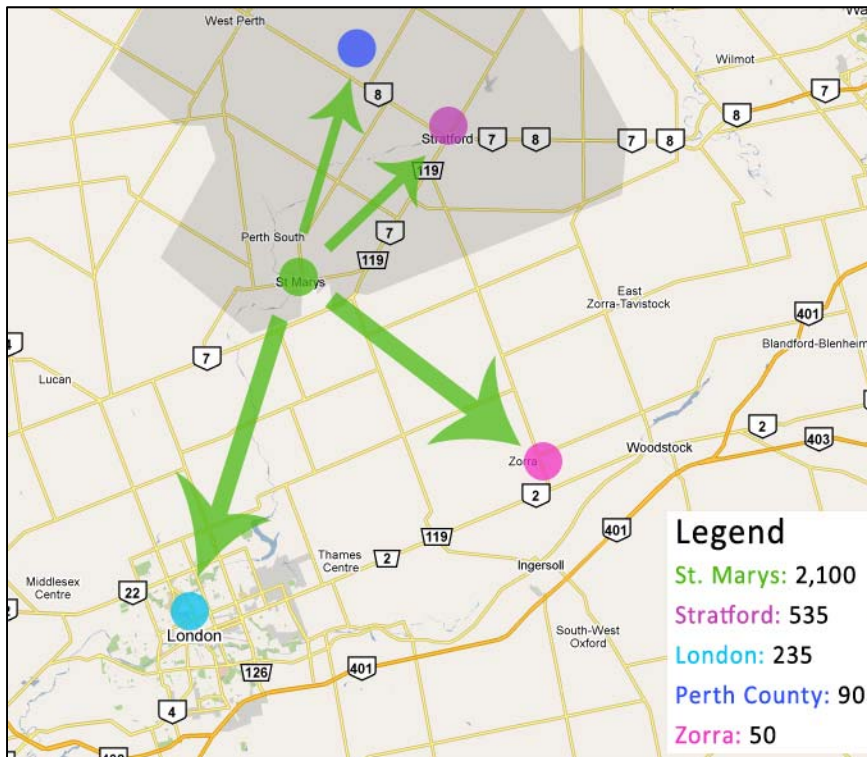 West Perth
Wa
Wilmot
8
7
8
Stratford
7
8
7
8
119
Perth South
7
119
St Marys
East
Zorra-Tavistock
401
4
7
Blandford-Blenheim
Lucan
2
403
Woodstock
Zorra
2
401
119
Thames
Centre
2
Ingersoll
Middlesex
Centre
22
2
London
South-West
Oxford
126
401
4
Legend
St. Marys: 2,100
Stratford: 535
London: 235
Perth County: 90
Zorra: 50